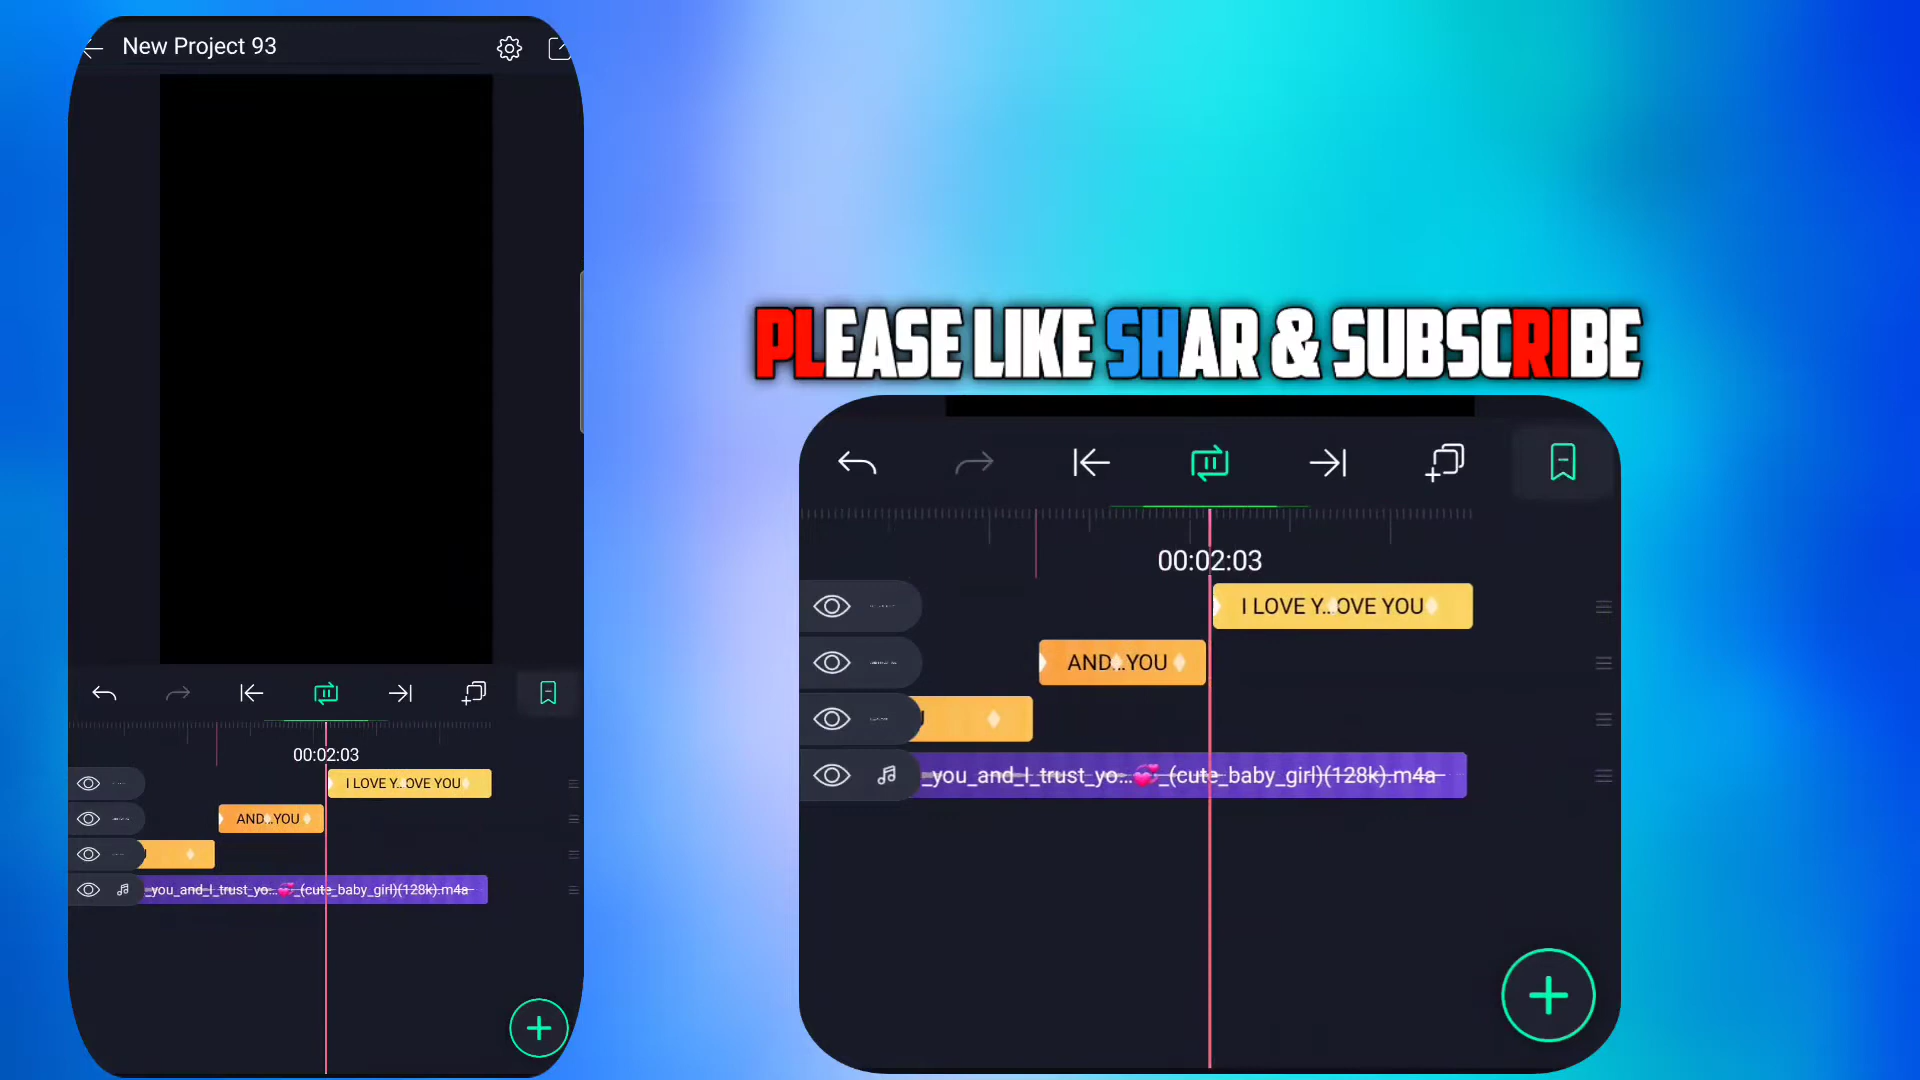 New Project 93
00:02:03
I LOVE Y...OVE YOU
AND...YOU
_you_and_I_trust_yo...💞_(cute_baby_girl)(128k).m4a
PLEASE LIKE SHAR & SUBSCRIBE
00:02:03
I LOVE Y...OVE YOU
AND...YOU
_you_and_I_trust_yo...💞_(cute_baby_girl)(128k).m4a